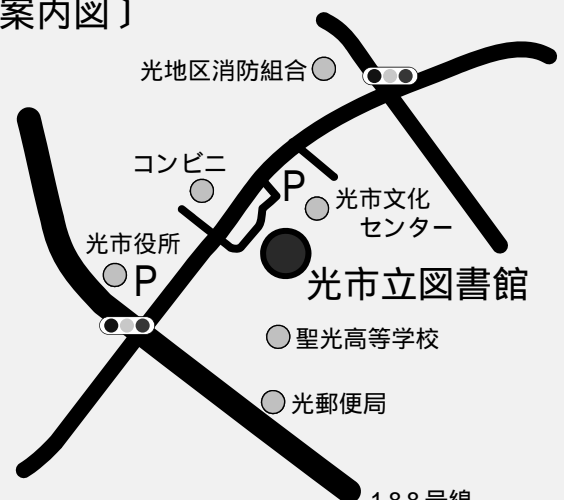 案内図〕
光地区消防組合
コンビニ
P
光市文化
センター
光市役所
P
光市立図書館
聖光高等学校
光郵便局
188号線